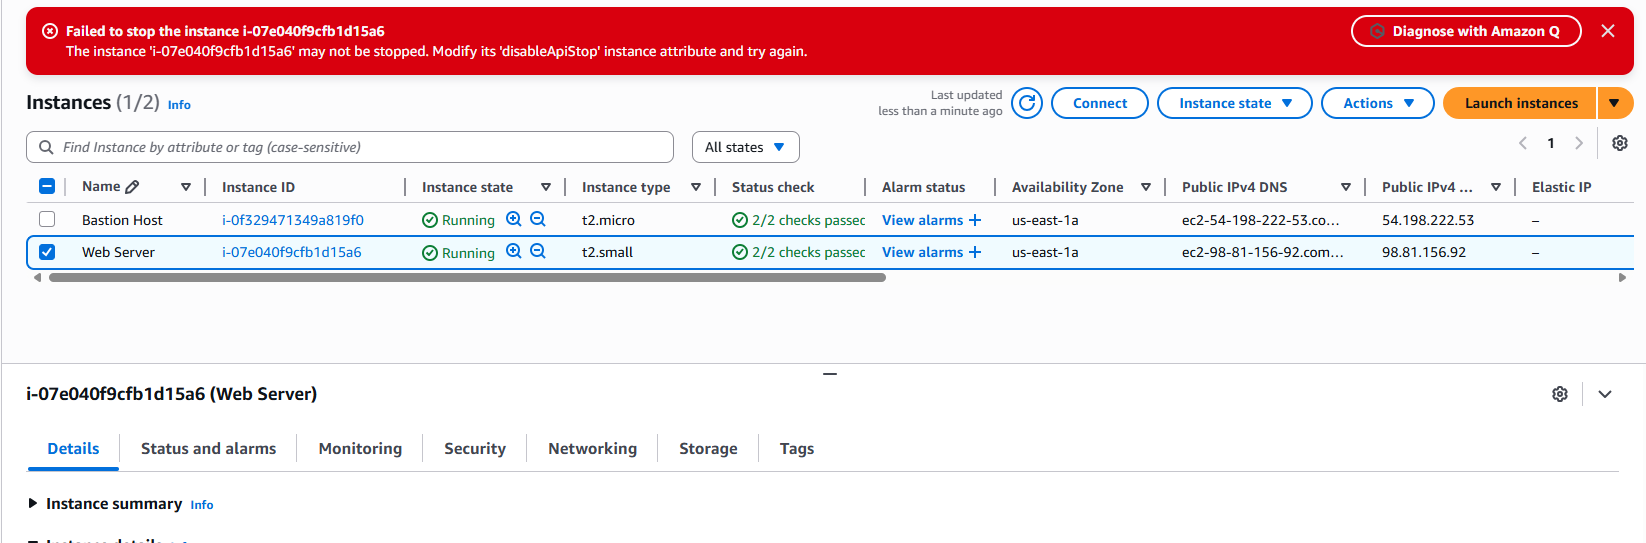 Failed to stop the instance i-07e040f9cfb1d15a6
The instance 'i-07e040f9cfb1d15a6' may not be stopped. Modify its 'disableApiStop' instance attribute and try again.
Diagnose with Amazon Q
Instances (1/2) Info
Last updated
less than a minute ago
Connect
Instance state
Actions
Launch instances
Find Instance by attribute or tag (case-sensitive)
All states
1
Name Instance ID Instance state Instance type Status check Alarm status Availability Zone Public IPv4 DNS Public IPv4 ... Elastic IP
Bastion Host i-0f329471349a819f0 Running t2.micro 2/2 checks passec View alarms + us-east-1a ec2-54-198-222-53.co... 54.198.222.53 –
Web Server i-07e040f9cfb1d15a6 Running t2.small 2/2 checks passec View alarms + us-east-1a ec2-98-81-156-92.com... 98.81.156.92 –
i-07e040f9cfb1d15a6 (Web Server)
Details Status and alarms Monitoring Security Networking Storage Tags
Instance summary Info